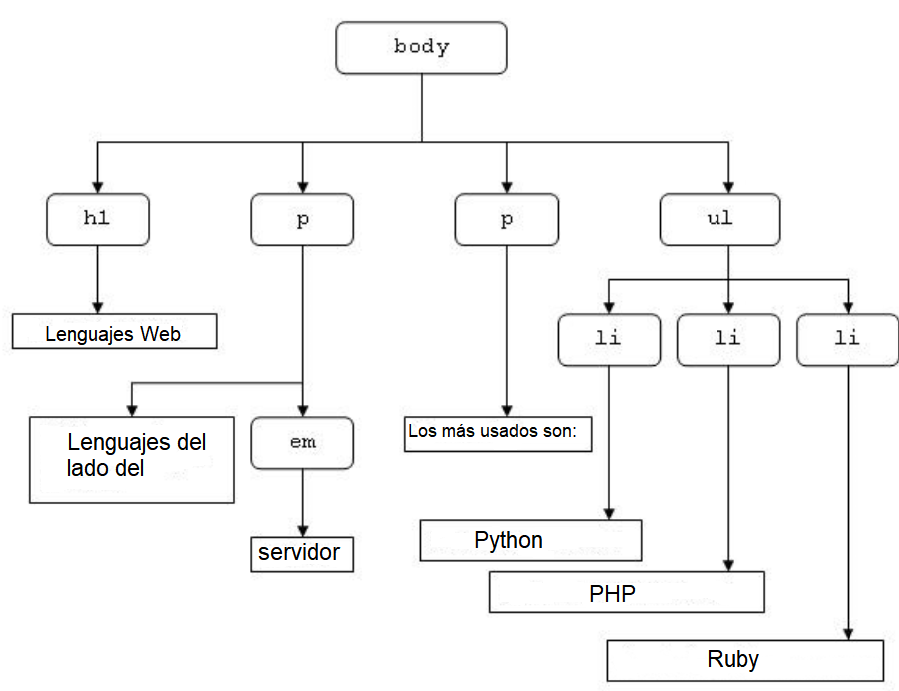 body
h1
p
p
ul
Lenguajes Web
li
li
li
Lenguajes del
lado del
em
Los más usados son:
servidor
Python
PHP
Ruby